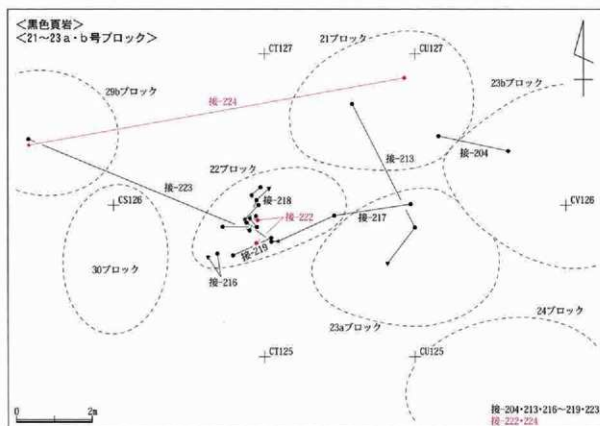 <黒色頁岩>
<21～23a・b号ブロック>
CT127
21ブロック
CU127
23bブロック
29bブロック
接-224
接-213
接-204
22ブロック
接-223
接-218
CS126
接-222
接-217
CV126
接-219
30ブロック
接-216
23aブロック
24ブロック
CT125
CU125
0
2m
接-204・213・216～219・223
接-222・224